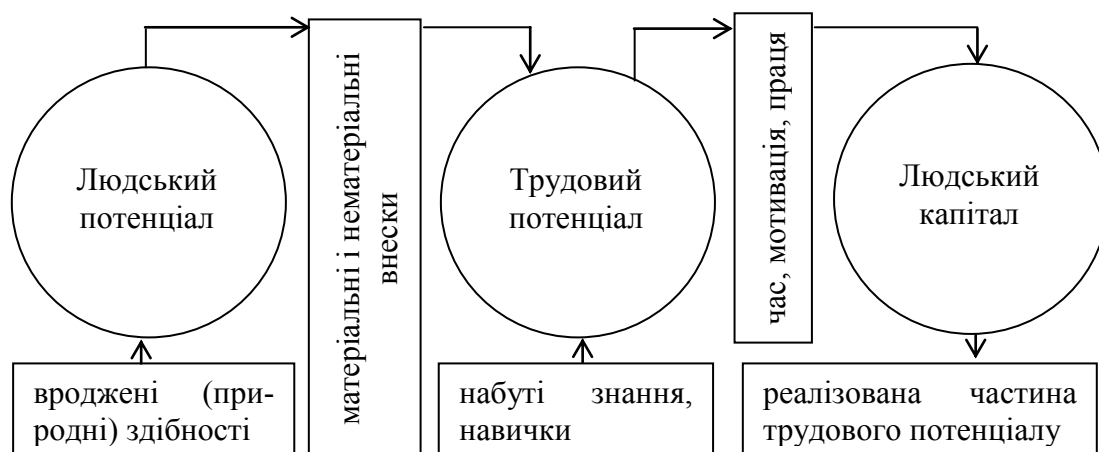 Людський
потенціал
матеріальні і нематеріальні
внески
Трудовий
потенціал
час, мотивація, праця
Людський
капітал
вроджені (при-
родні) здібності
набуті знання,
навички
реалізована частина
трудового потенціалу